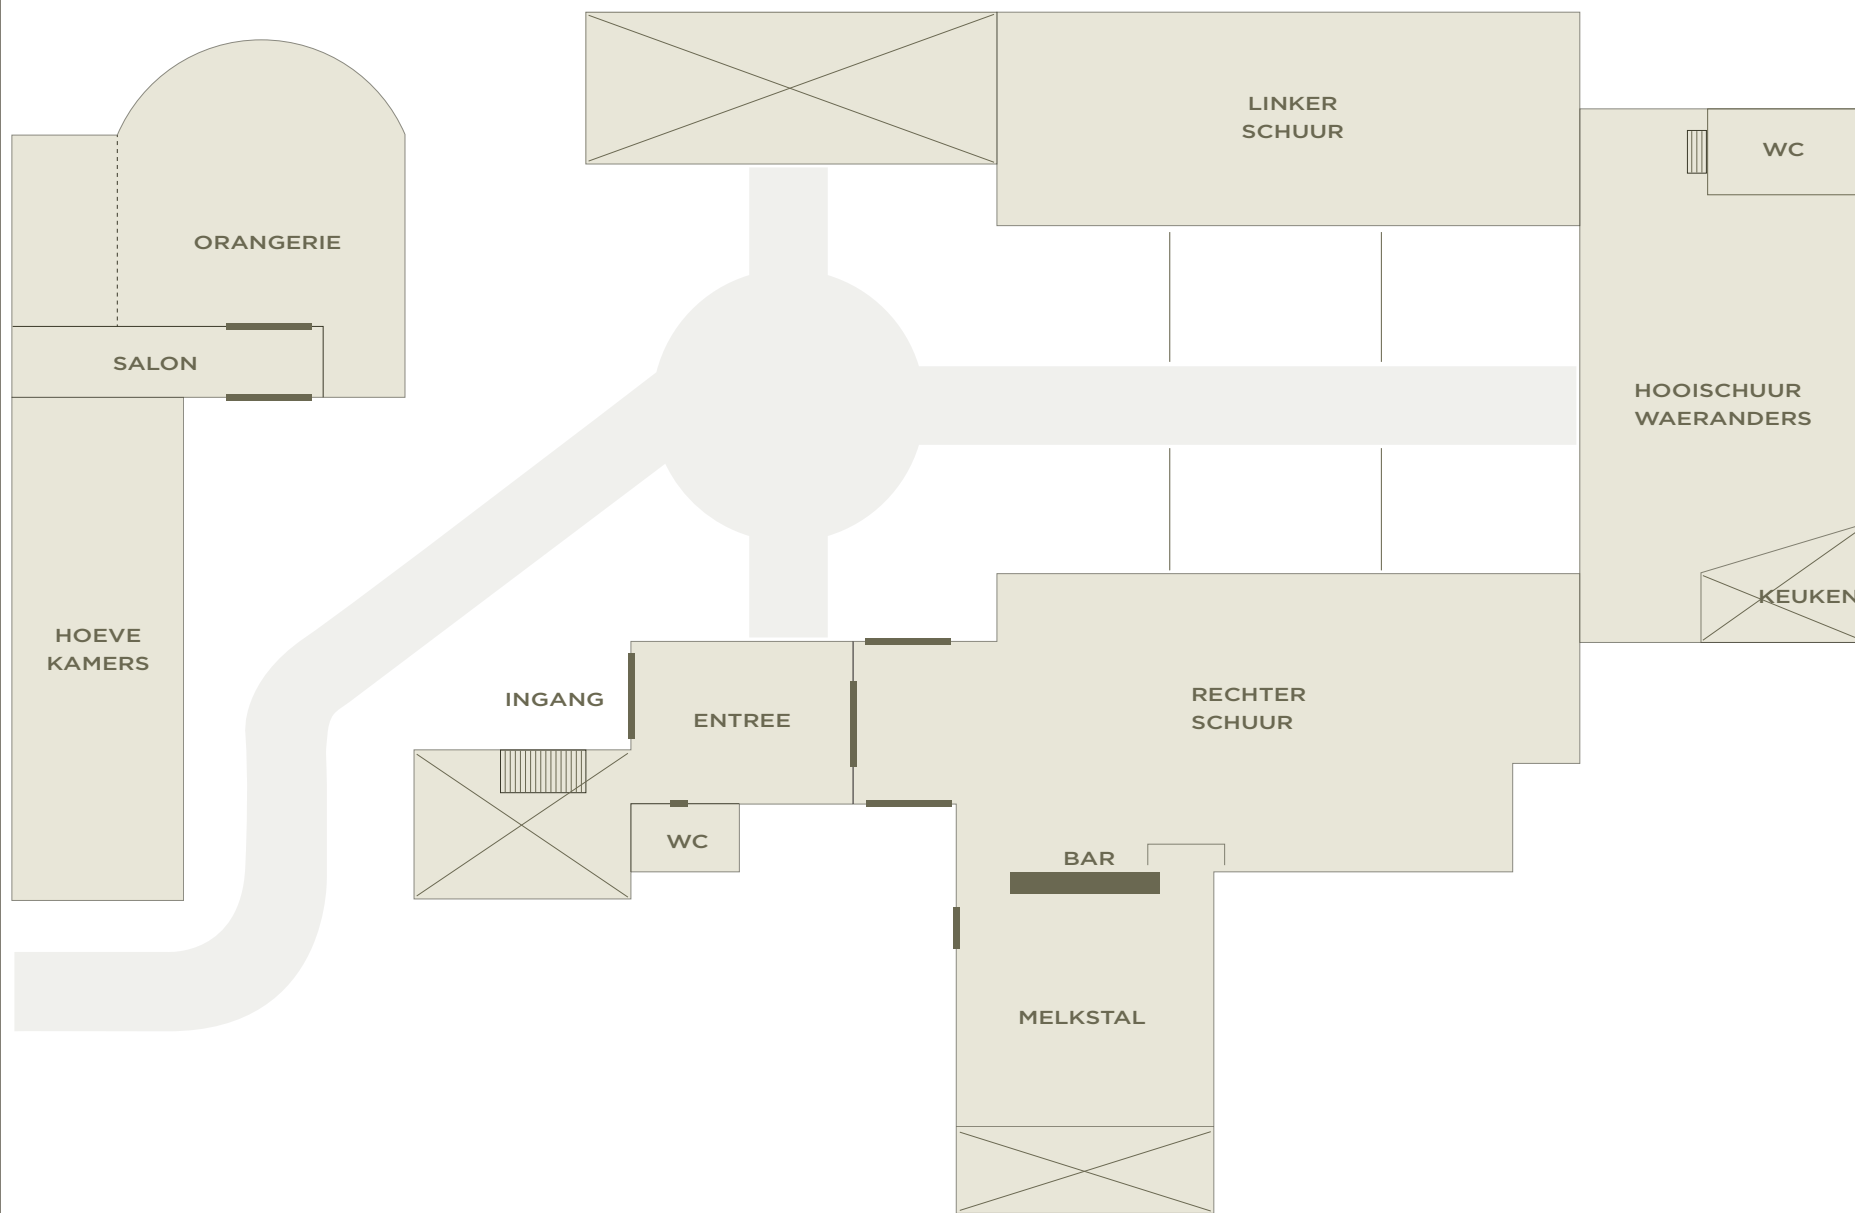 LINKER
SCHUUR
WC
ORANGERIE
SALON
HOOISCHUUR
WAERANDERS
KEUKEN
HOEVE
KAMERS
INGANG
ENTREE
RECHTER
SCHUUR
WC
BAR
MELKSTAL